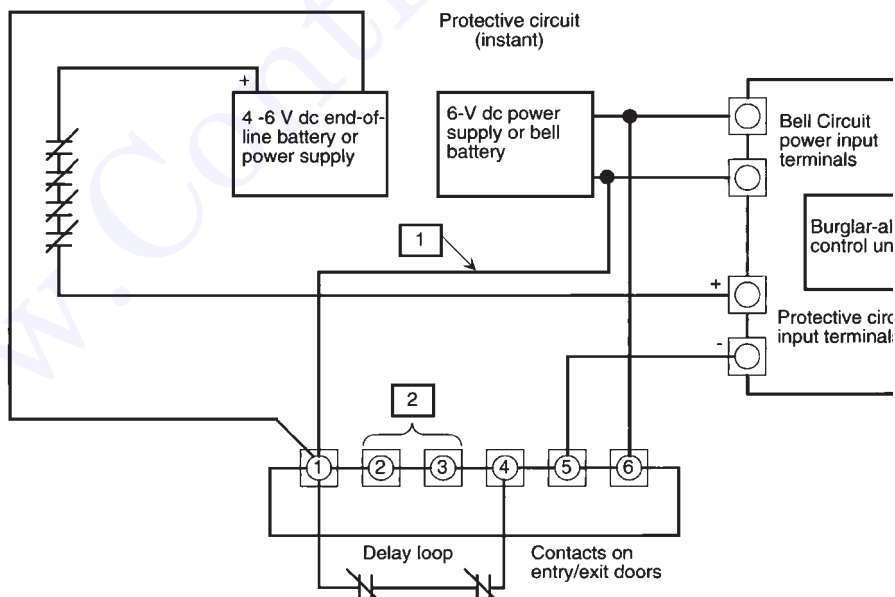 Protective circuit
(instant)
+
4 -6 V dc end-of-
line battery or
power supply
6-V dc power
supply or bell
battery
Bell Circuit
power input
terminals
1
+
-
2
1
2
3
4
5
6
Delay loop
Contacts on
entry/exit doors